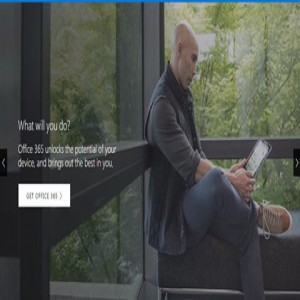 What will you do?
Office 365 unlocks the potential of your
device, and brings out the best in you.
GET OFFICE 365 >